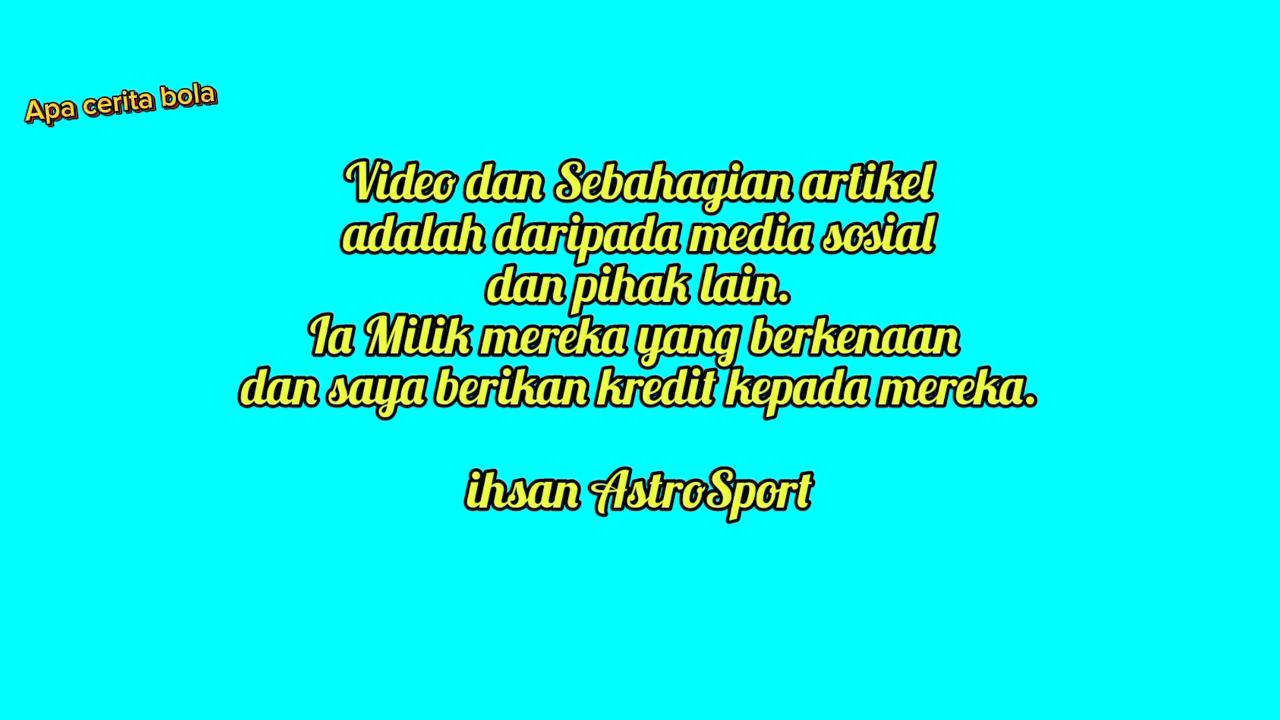 Apa cerita bola
Video dan Sebahagian artikel
adalah daripada media sosial
dan pihak lain.
Ia Milik mereka yang berkenaan
dan saya berikan kredit kepada mereka.
ihsan AstroSport